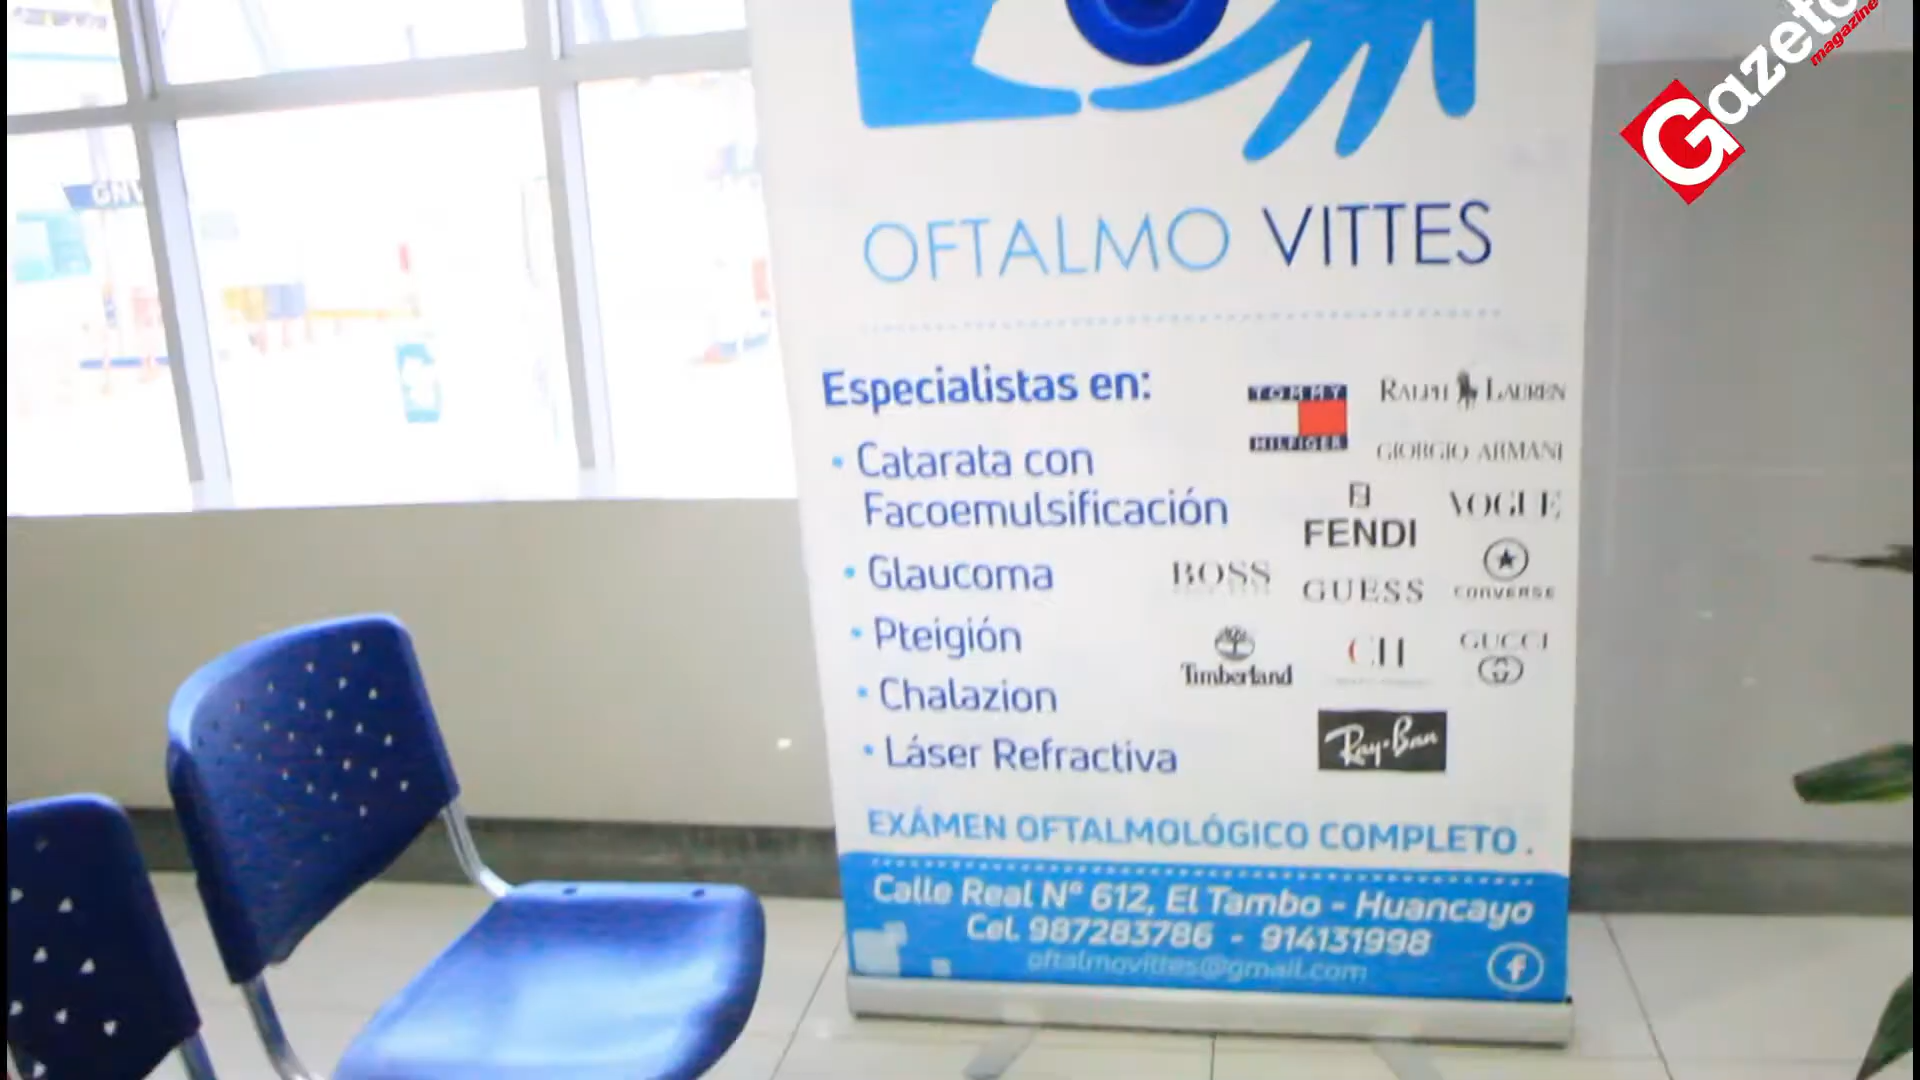 Gazeta
magazine
GNV
OFTALMO VITTES
Especialistas en:
• Catarata con
Facoemulsificación
• Glaucoma
• Pteigión
• Chalazion
• Láser Refractiva
TOMMY
HILFIGER
RALPH LAUREN
GIORGIO ARMANI
FENDI
VOGUE
BOSS
GUESS
CONVERSE
Timberland
CH
GUCCI
Ray-Ban
EXÁMEN OFTALMOLÓGICO COMPLETO.
Calle Real Nº 612, El Tambo - Huancayo
Cel. 987283786 - 914131998
oftalmovittes@gmail.com
f